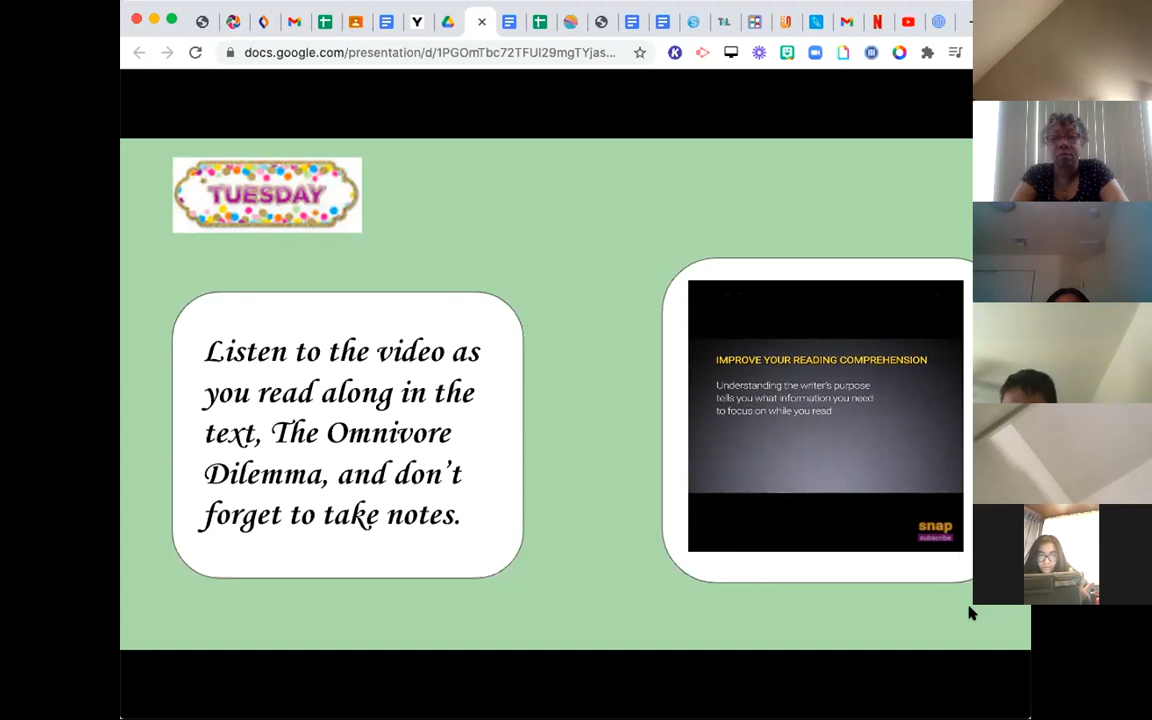 docs.google.com/presentation/d/1PGOmTbc72TFUI29mgTYjas...
TUESDAY
Listen to the video as
you read along in the
text, The Omnivore
Dilemma, and don't
forget to take notes.
IMPROVE YOUR READING COMPREHENSION
Understanding the writer's purpose
tells you what information you need
to focus on while you read
snap
subscribe